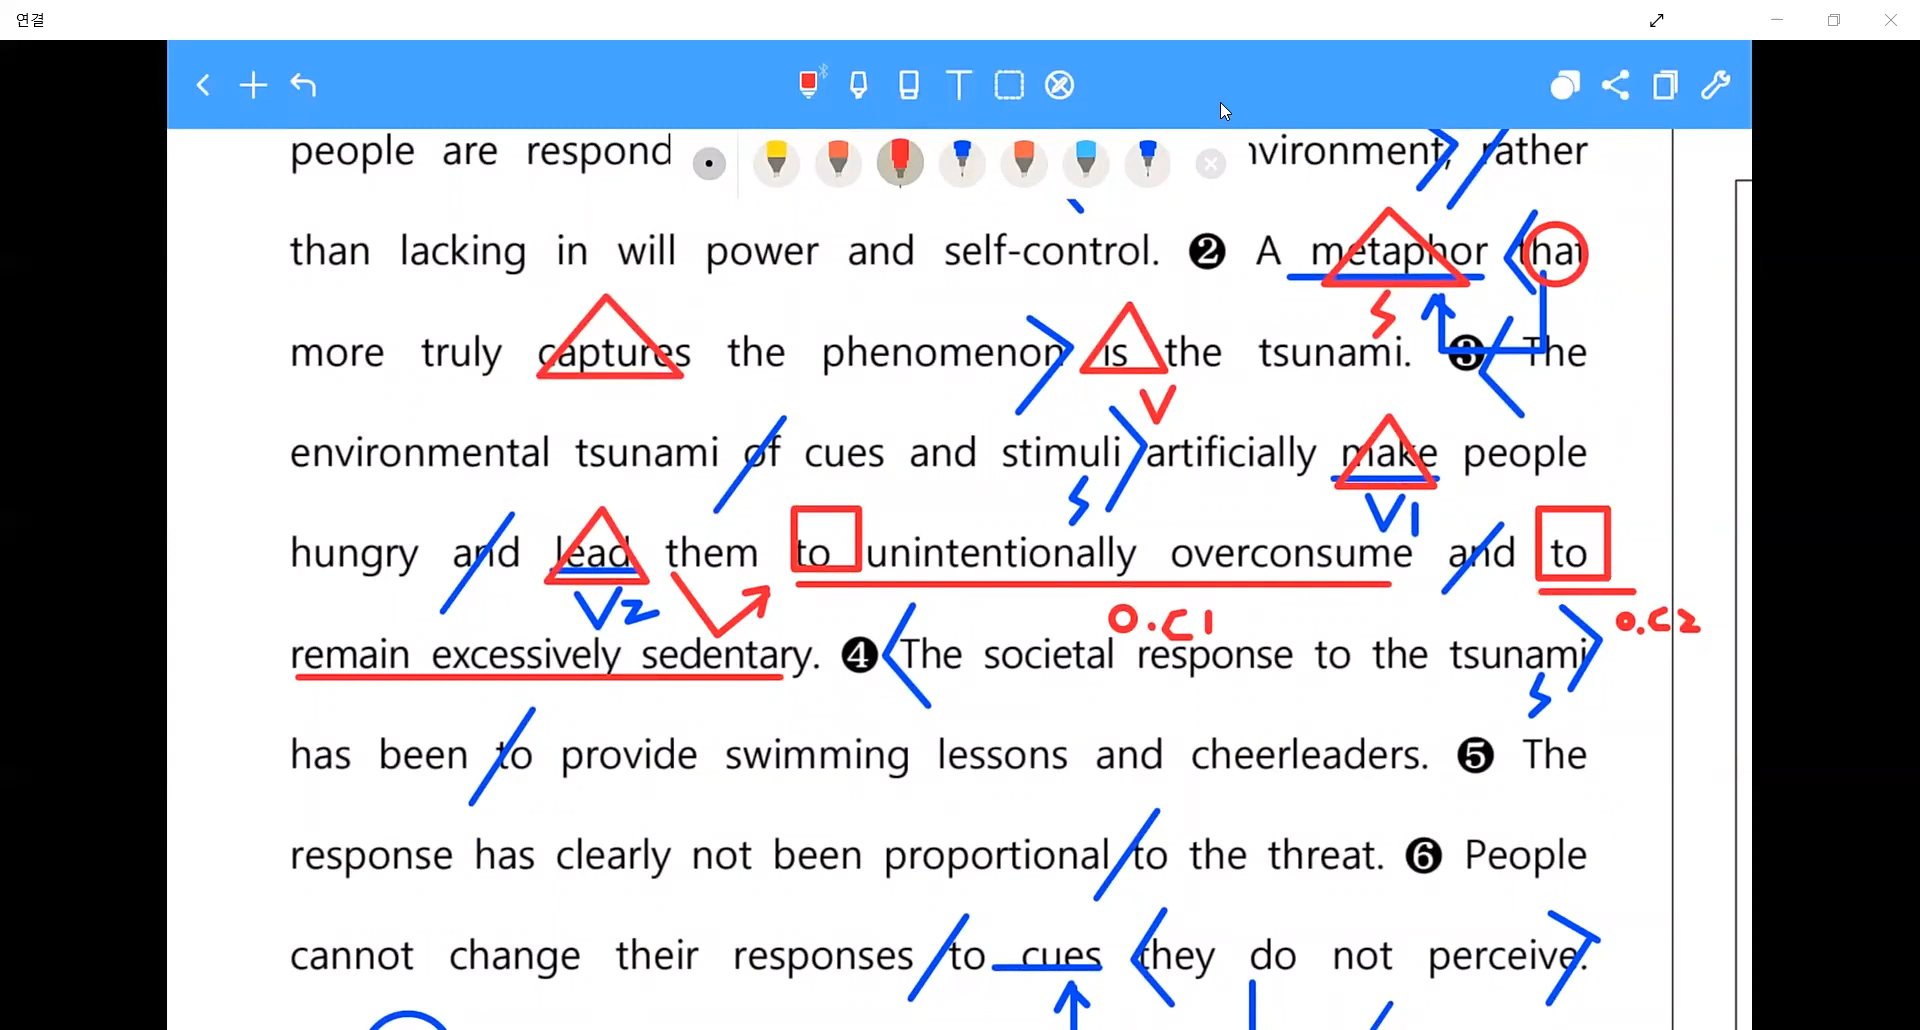 연결
people are respond nvironment, rather
than lacking in will power and self-control. ❷ A metaphor that
S
more truly captures the phenomenon is the tsunami. ❸ The
V
environmental tsunami of cues and stimuli artificially make people
S V1
hungry and lead them to unintentionally overconsume and to
V2 O.C1 O.C2
remain excessively sedentary. ❹ The societal response to the tsunami
S
has been to provide swimming lessons and cheerleaders. ❺ The
response has clearly not been proportional to the threat. ❻ People
cannot change their responses to cues they do not perceive.